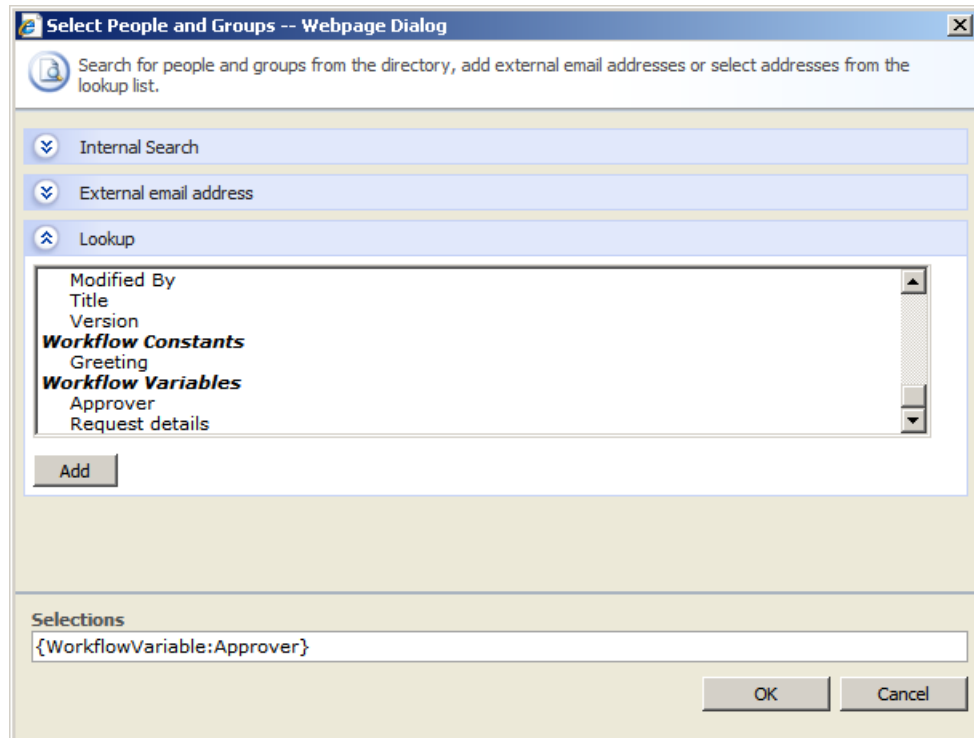 Select People and Groups -- Webpage Dialog
Search for people and groups from the directory, add external email addresses or select addresses from the
lookup list.
Internal Search
External email address
Lookup
Modified By
Title
Version
Workflow Constants
Greeting
Workflow Variables
Approver
Request details
Add
Selections
{WorkflowVariable:Approver}
OK Cancel